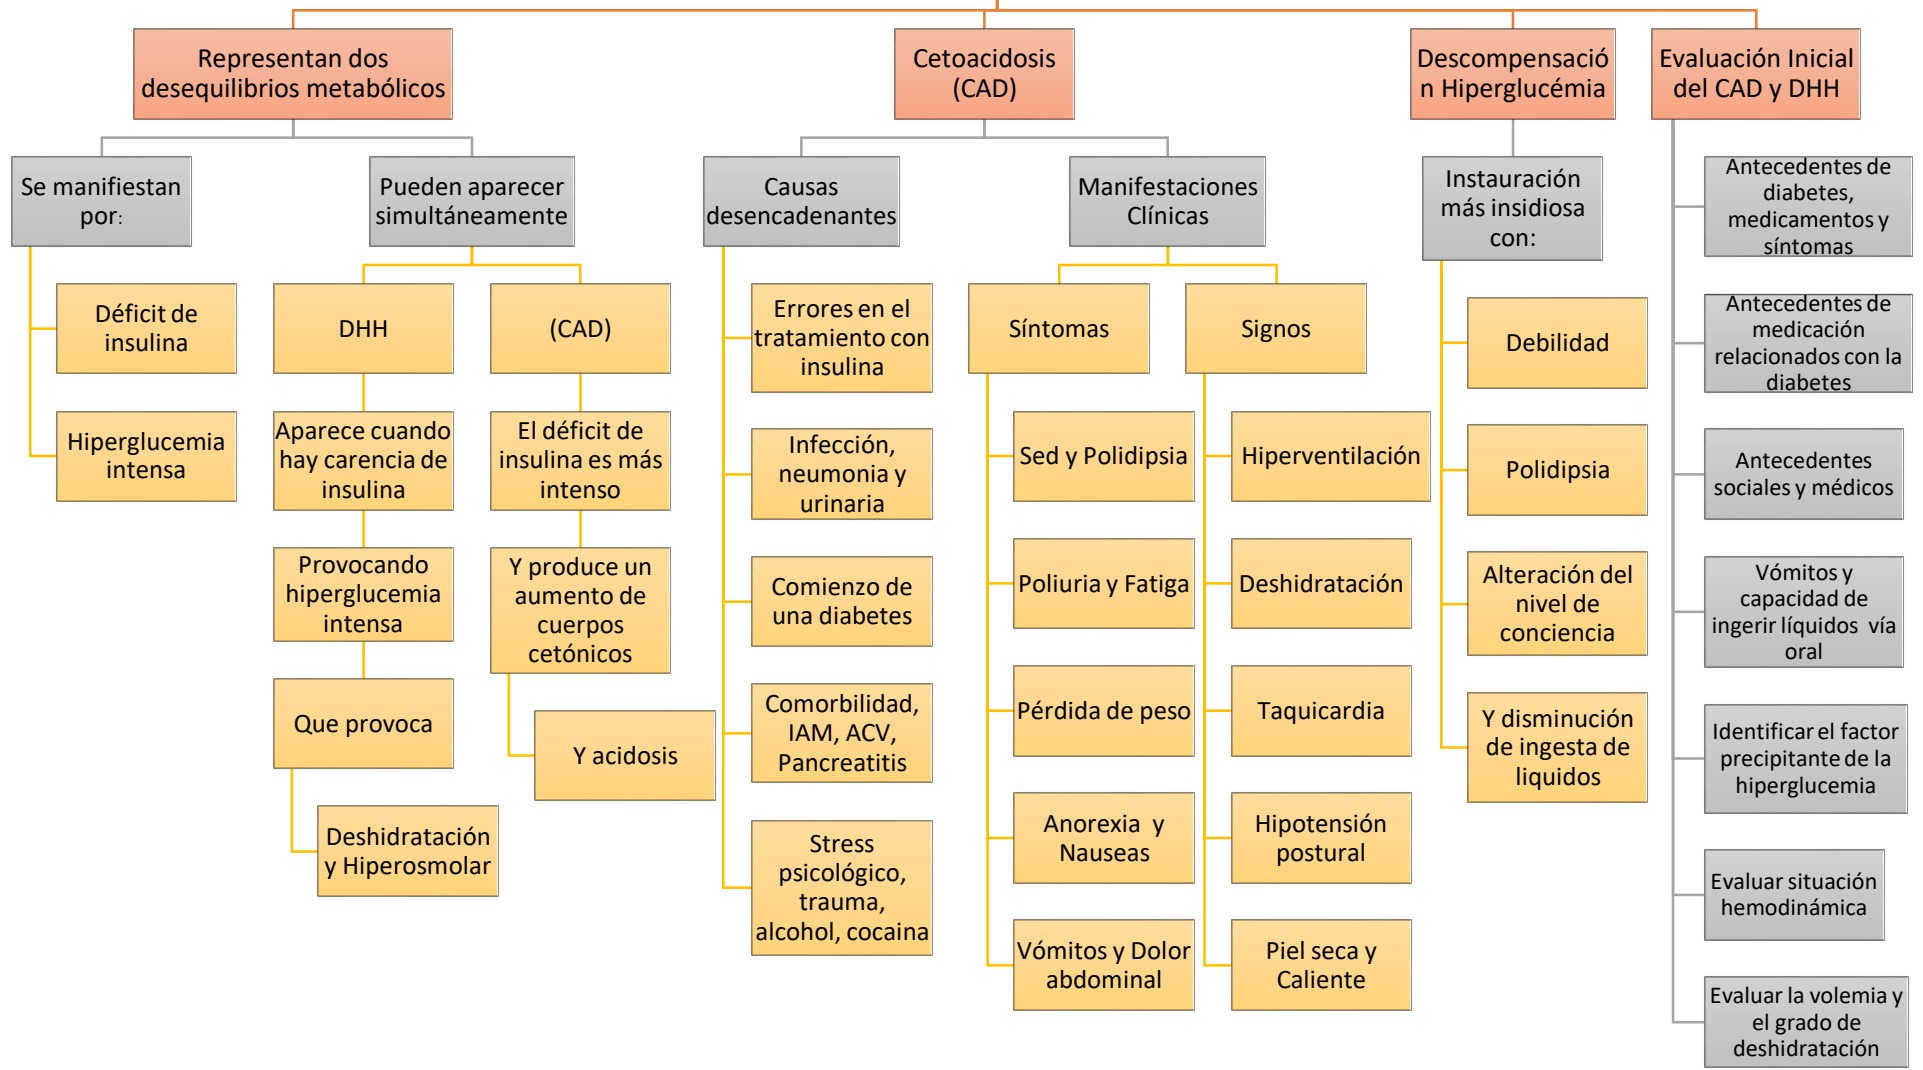 Representan dos
desequilibrios metabólicos
Se manifiestan
por:
Déficit de
insulina
Hiperglucemia
intensa
Pueden aparecer
simultáneamente
DHH
Aparece cuando
hay carencia de
insulina
Provocando
hiperglucemia
intensa
Que provoca
Deshidratación
y Hiperosmolar
(CAD)
El déficit de
insulina es más
intenso
Y produce un
aumento de
cuerpos
cetónicos
Y acidosis
Cetoacidosis
(CAD)
Causas
desencadenantes
Errores en el
tratamiento con
insulina
Infección,
neumonia y
urinaria
Comienzo de
una diabetes
Comorbilidad,
IAM, ACV,
Pancreatitis
Stress
psicológico,
trauma,
alcohol, cocaina
Manifestaciones
Clínicas
Síntomas
Sed y Polidipsia
Poliuria y Fatiga
Pérdida de peso
Anorexia y
Nauseas
Vómitos y Dolor
abdominal
Signos
Hiperventilación
Deshidratación
Taquicardia
Hipotensión
postural
Piel seca y
Caliente
Descompensació
n Hiperglucémia
Instauración
más insidiosa
con:
Debilidad
Polidipsia
Alteración del
nivel de
conciencia
Y disminución
de ingesta de
liquidos
Evaluación Inicial
del CAD y DHH
Antecedentes de
diabetes,
medicamentos y
síntomas
Antecedentes de
medicación
relacionados con la
diabetes
Antecedentes
sociales y médicos
Vómitos y
capacidad de
ingerir líquidos vía
oral
Identificar el factor
precipitante de la
hiperglucemia
Evaluar situación
hemodinámica
Evaluar la volemia y
el grado de
deshidratación